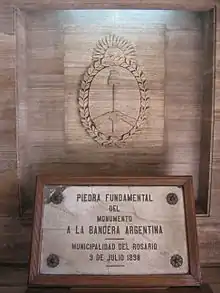 PIEDRA FUNDAMENTAL
DEL
MONUMENTO
A LA BANDERA ARGENTINA
MUNICIPALIDAD DEL ROSARIO
9 DE JULIO 1898